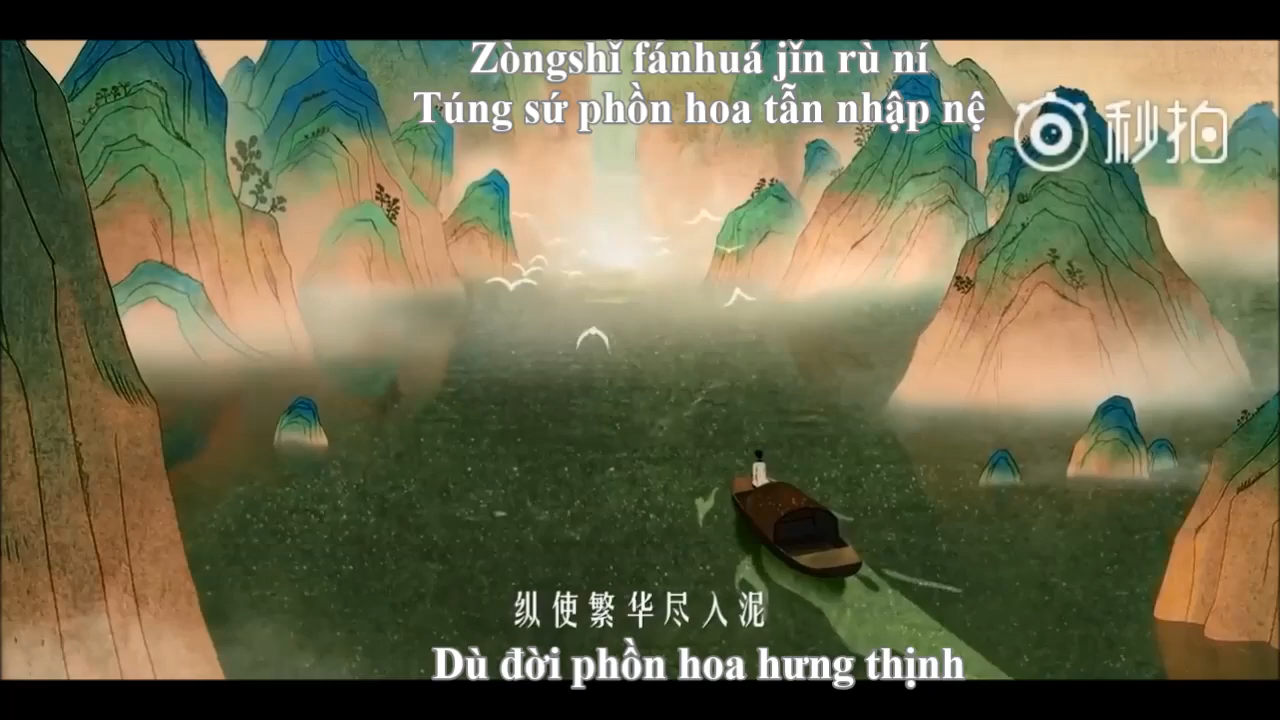 Zòngshǐ fánhuá jǐn rù ní
Túng sứ phồn hoa tẫn nhập nệ
秒拍
纵使繁华尽入泥
Dù đời phồn hoa hưng thịnh